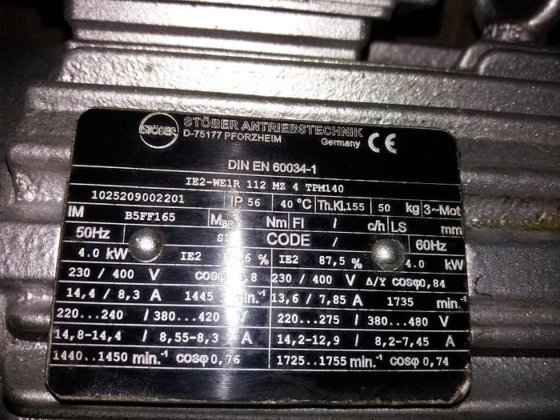 STÖBER STÖBER ANTRIEBSTECHNIK
D-75177 PFORZHEIM Germany CE
DIN EN 60034-1
IE2-WE1R 112 MZ 4 TPM140
1025209002201 IP 56 40 °C Th.Kl.155 50 kg 3~Mot
IM B5FF165 Nm FI / c/h LS mm
50Hz CODE / 60Hz
4.0 kW IE2 % IE2 87,5 % 4.0 kW
230 / 400 V cosφ 230 / 400 V Δ/Y cosφ0,84
14,4 / 8,3 A 1445 min.-1 13,6 / 7,85 A 1735 min.-1
220...240 / 380...420 V 220...275 / 380...480 V
14,8-14,4 / 8,55-8,3 A 14,2-12,9 / 8,2-7,45 A
1440..1450 min.-1 cosφ 0,76 1725..1755 min.-1 cosφ 0,74